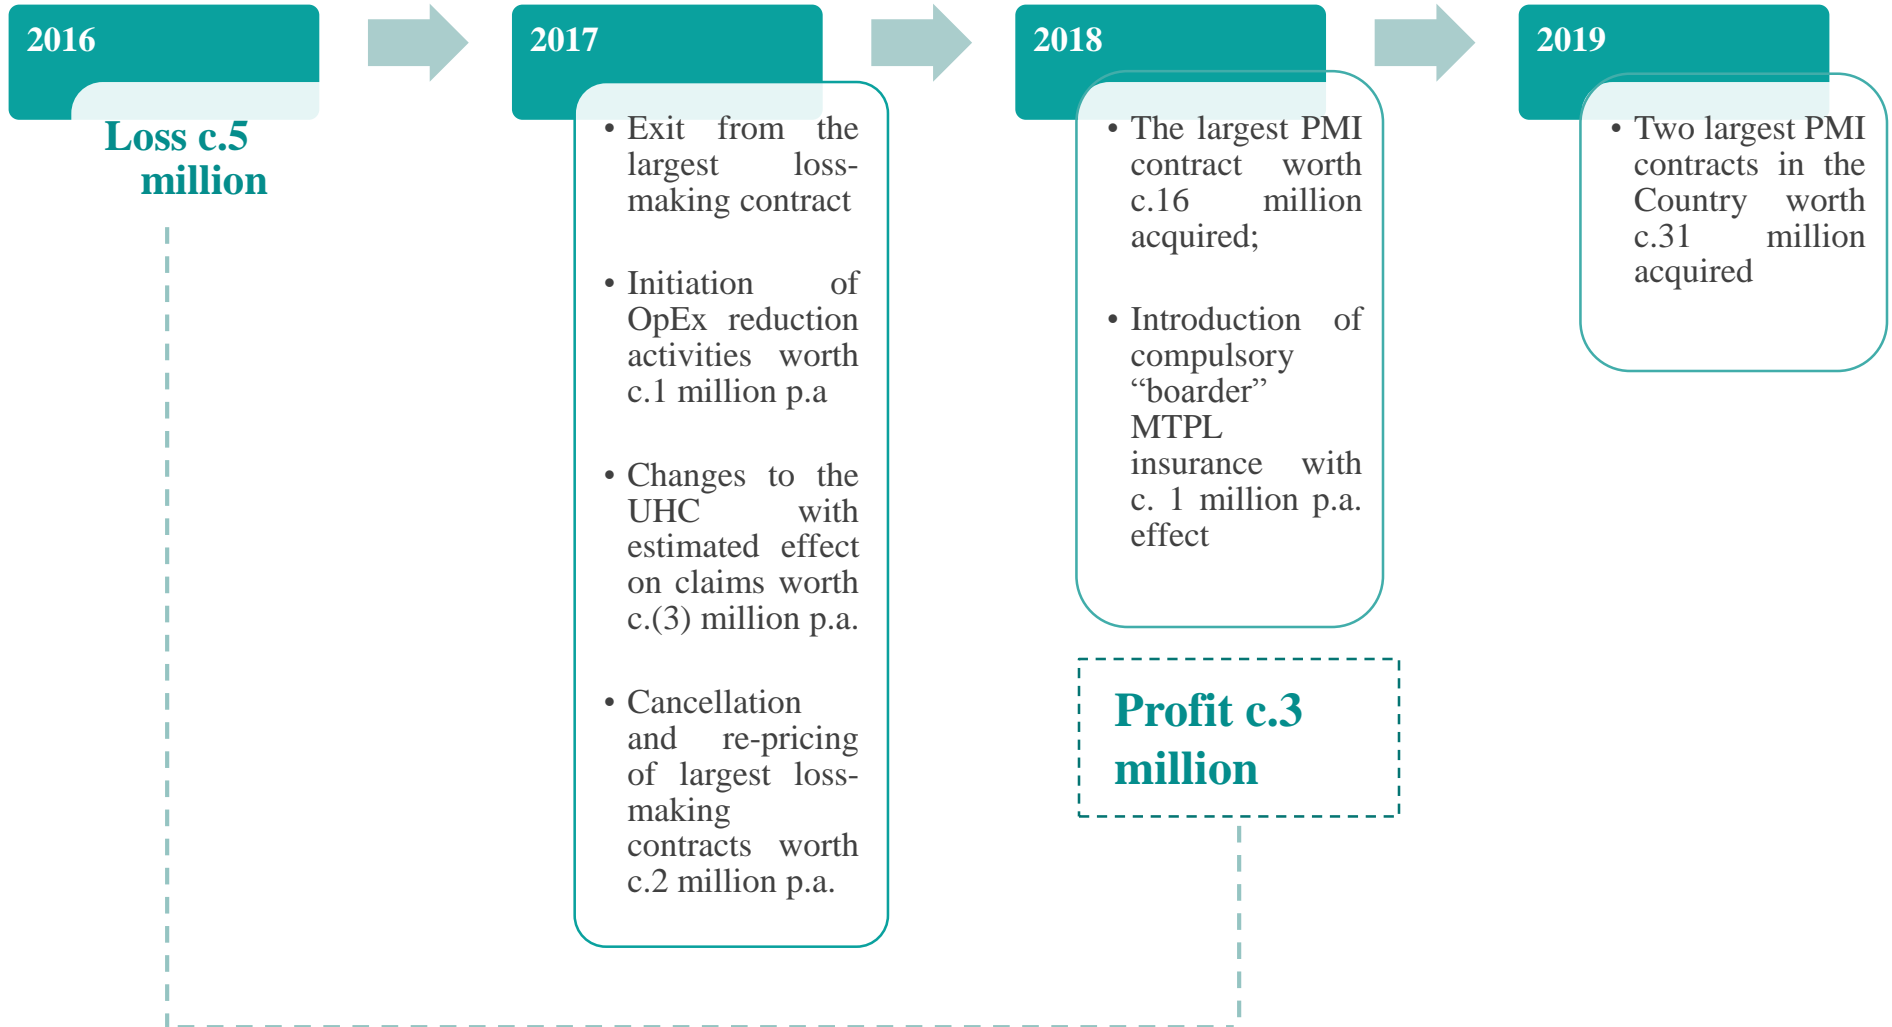 2016
Loss c.5
million
2017
• Exit from the
largest loss-
making contract
• Initiation of
OpEx reduction
activities worth
c.1 million p.a
• Changes to the
UHC with
estimated effect
on claims worth
c.(3) million p.a.
• Cancellation
and re-pricing
of largest loss-
making
contracts worth
c.2 million p.a.
2018
• The largest PMI
contract worth
c.16 million
acquired;
• Introduction of
compulsory
“boarder”
MTPL
insurance with
c. 1 million p.a.
effect
Profit c.3
million
2019
• Two largest PMI
contracts in the
Country worth
c.31 million
acquired